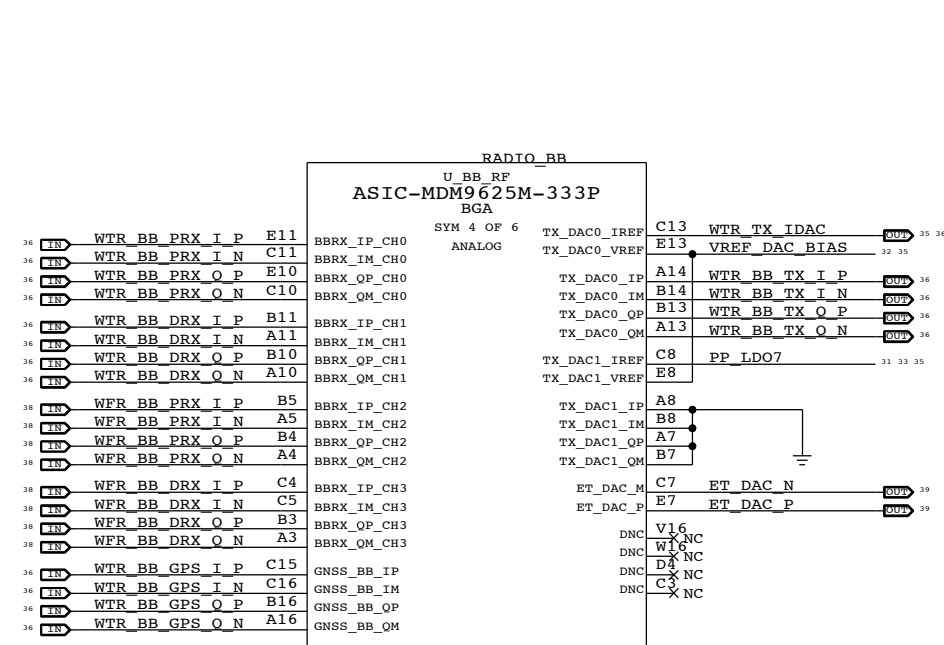 RADIO_BB
U_BB_RF
ASIC-MDM9625M-333P
BGA
SYM 4 OF 6
ANALOG
36 IN WTR_BB_PRX_I_P E11 BBRX_IP_CH0
36 IN WTR_BB_PRX_I_N C11 BBRX_IM_CH0
36 IN WTR_BB_PRX_Q_P E10 BBRX_QP_CH0
36 IN WTR_BB_PRX_Q_N C10 BBRX_QM_CH0
36 IN WTR_BB_DRX_I_P B11 BBRX_IP_CH1
36 IN WTR_BB_DRX_I_N A11 BBRX_IM_CH1
36 IN WTR_BB_DRX_Q_P B10 BBRX_QP_CH1
36 IN WTR_BB_DRX_Q_N A10 BBRX_QM_CH1
38 IN WFR_BB_PRX_I_P B5 BBRX_IP_CH2
38 IN WFR_BB_PRX_I_N A5 BBRX_IM_CH2
38 IN WFR_BB_PRX_Q_P B4 BBRX_QP_CH2
38 IN WFR_BB_PRX_Q_N A4 BBRX_QM_CH2
38 IN WFR_BB_DRX_I_P C4 BBRX_IP_CH3
38 IN WFR_BB_DRX_I_N C5 BBRX_IM_CH3
38 IN WFR_BB_DRX_Q_P B3 BBRX_QP_CH3
38 IN WFR_BB_DRX_Q_N A3 BBRX_QM_CH3
36 IN WTR_BB_GPS_I_P C15 GNSS_BB_IP
36 IN WTR_BB_GPS_I_N C16 GNSS_BB_IM
36 IN WTR_BB_GPS_Q_P B16 GNSS_BB_QP
36 IN WTR_BB_GPS_Q_N A16 GNSS_BB_QM
TX_DAC0_IREF C13 WTR_TX_IDAC OUT 35 36
TX_DAC0_VREF E13 VREF_DAC_BIAS 32 35
TX_DAC0_IP A14 WTR_BB_TX_I_P OUT 36
TX_DAC0_IM B14 WTR_BB_TX_I_N OUT 36
TX_DAC0_QP B13 WTR_BB_TX_Q_P OUT 36
TX_DAC0_QM A13 WTR_BB_TX_Q_N OUT 36
TX_DAC1_IREF C8 PP_LDO7 31 33 35
TX_DAC1_VREF E8
TX_DAC1_IP A8
TX_DAC1_IM B8
TX_DAC1_QP A7
TX_DAC1_QM B7
ET_DAC_M C7 ET_DAC_N OUT 39
ET_DAC_P E7 ET_DAC_P OUT 39
DNC V16 NC
DNC W16 NC
DNC D4 NC
DNC C3 NC